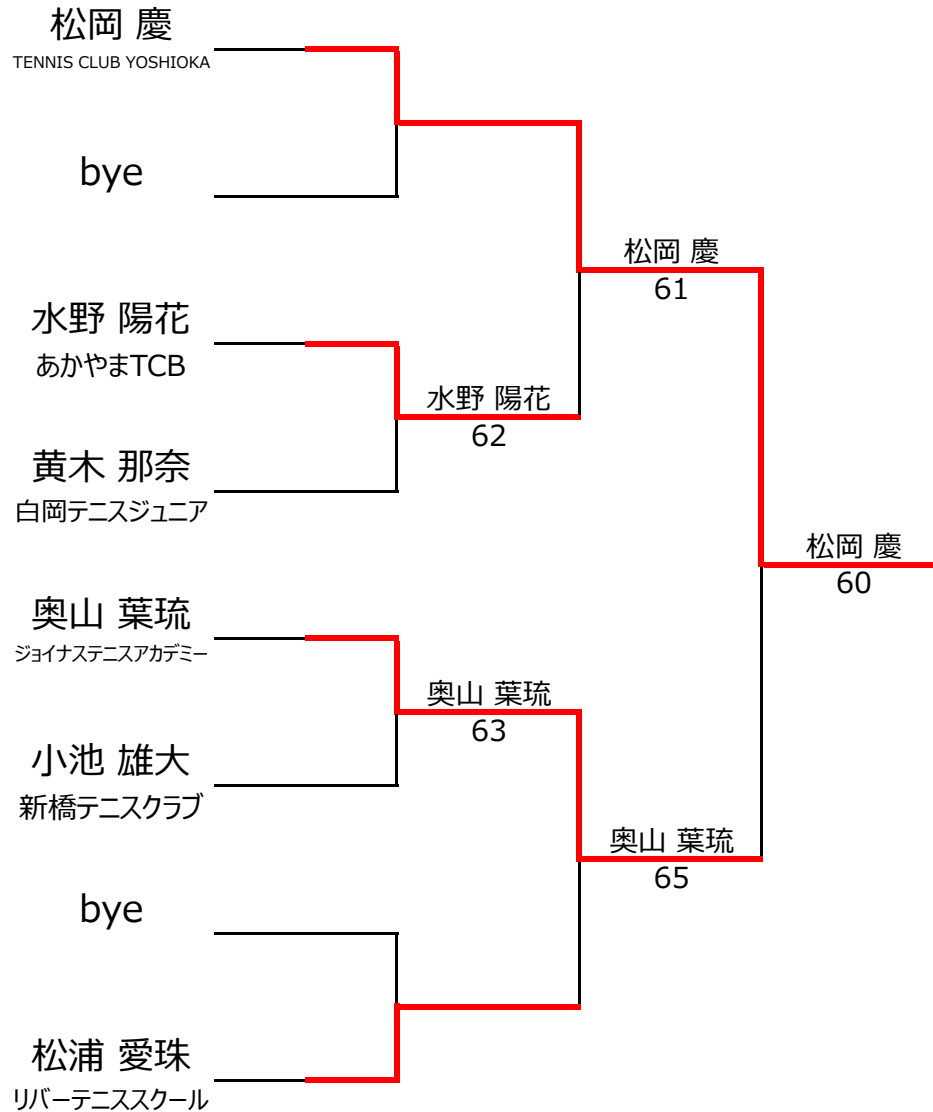 松岡 慶
TENNIS CLUB YOSHIOKA
bye
松岡 慶
61
水野 陽花
あかやまTCB
水野 陽花
62
黄木 那奈
白岡テニスジュニア
松岡 慶
60
奥山 葉琉
ジョイナステニスアカデミー
奥山 葉琉
63
小池 雄大
新橋テニスクラブ
奥山 葉琉
65
bye
松浦 愛珠
リバーテニススクール